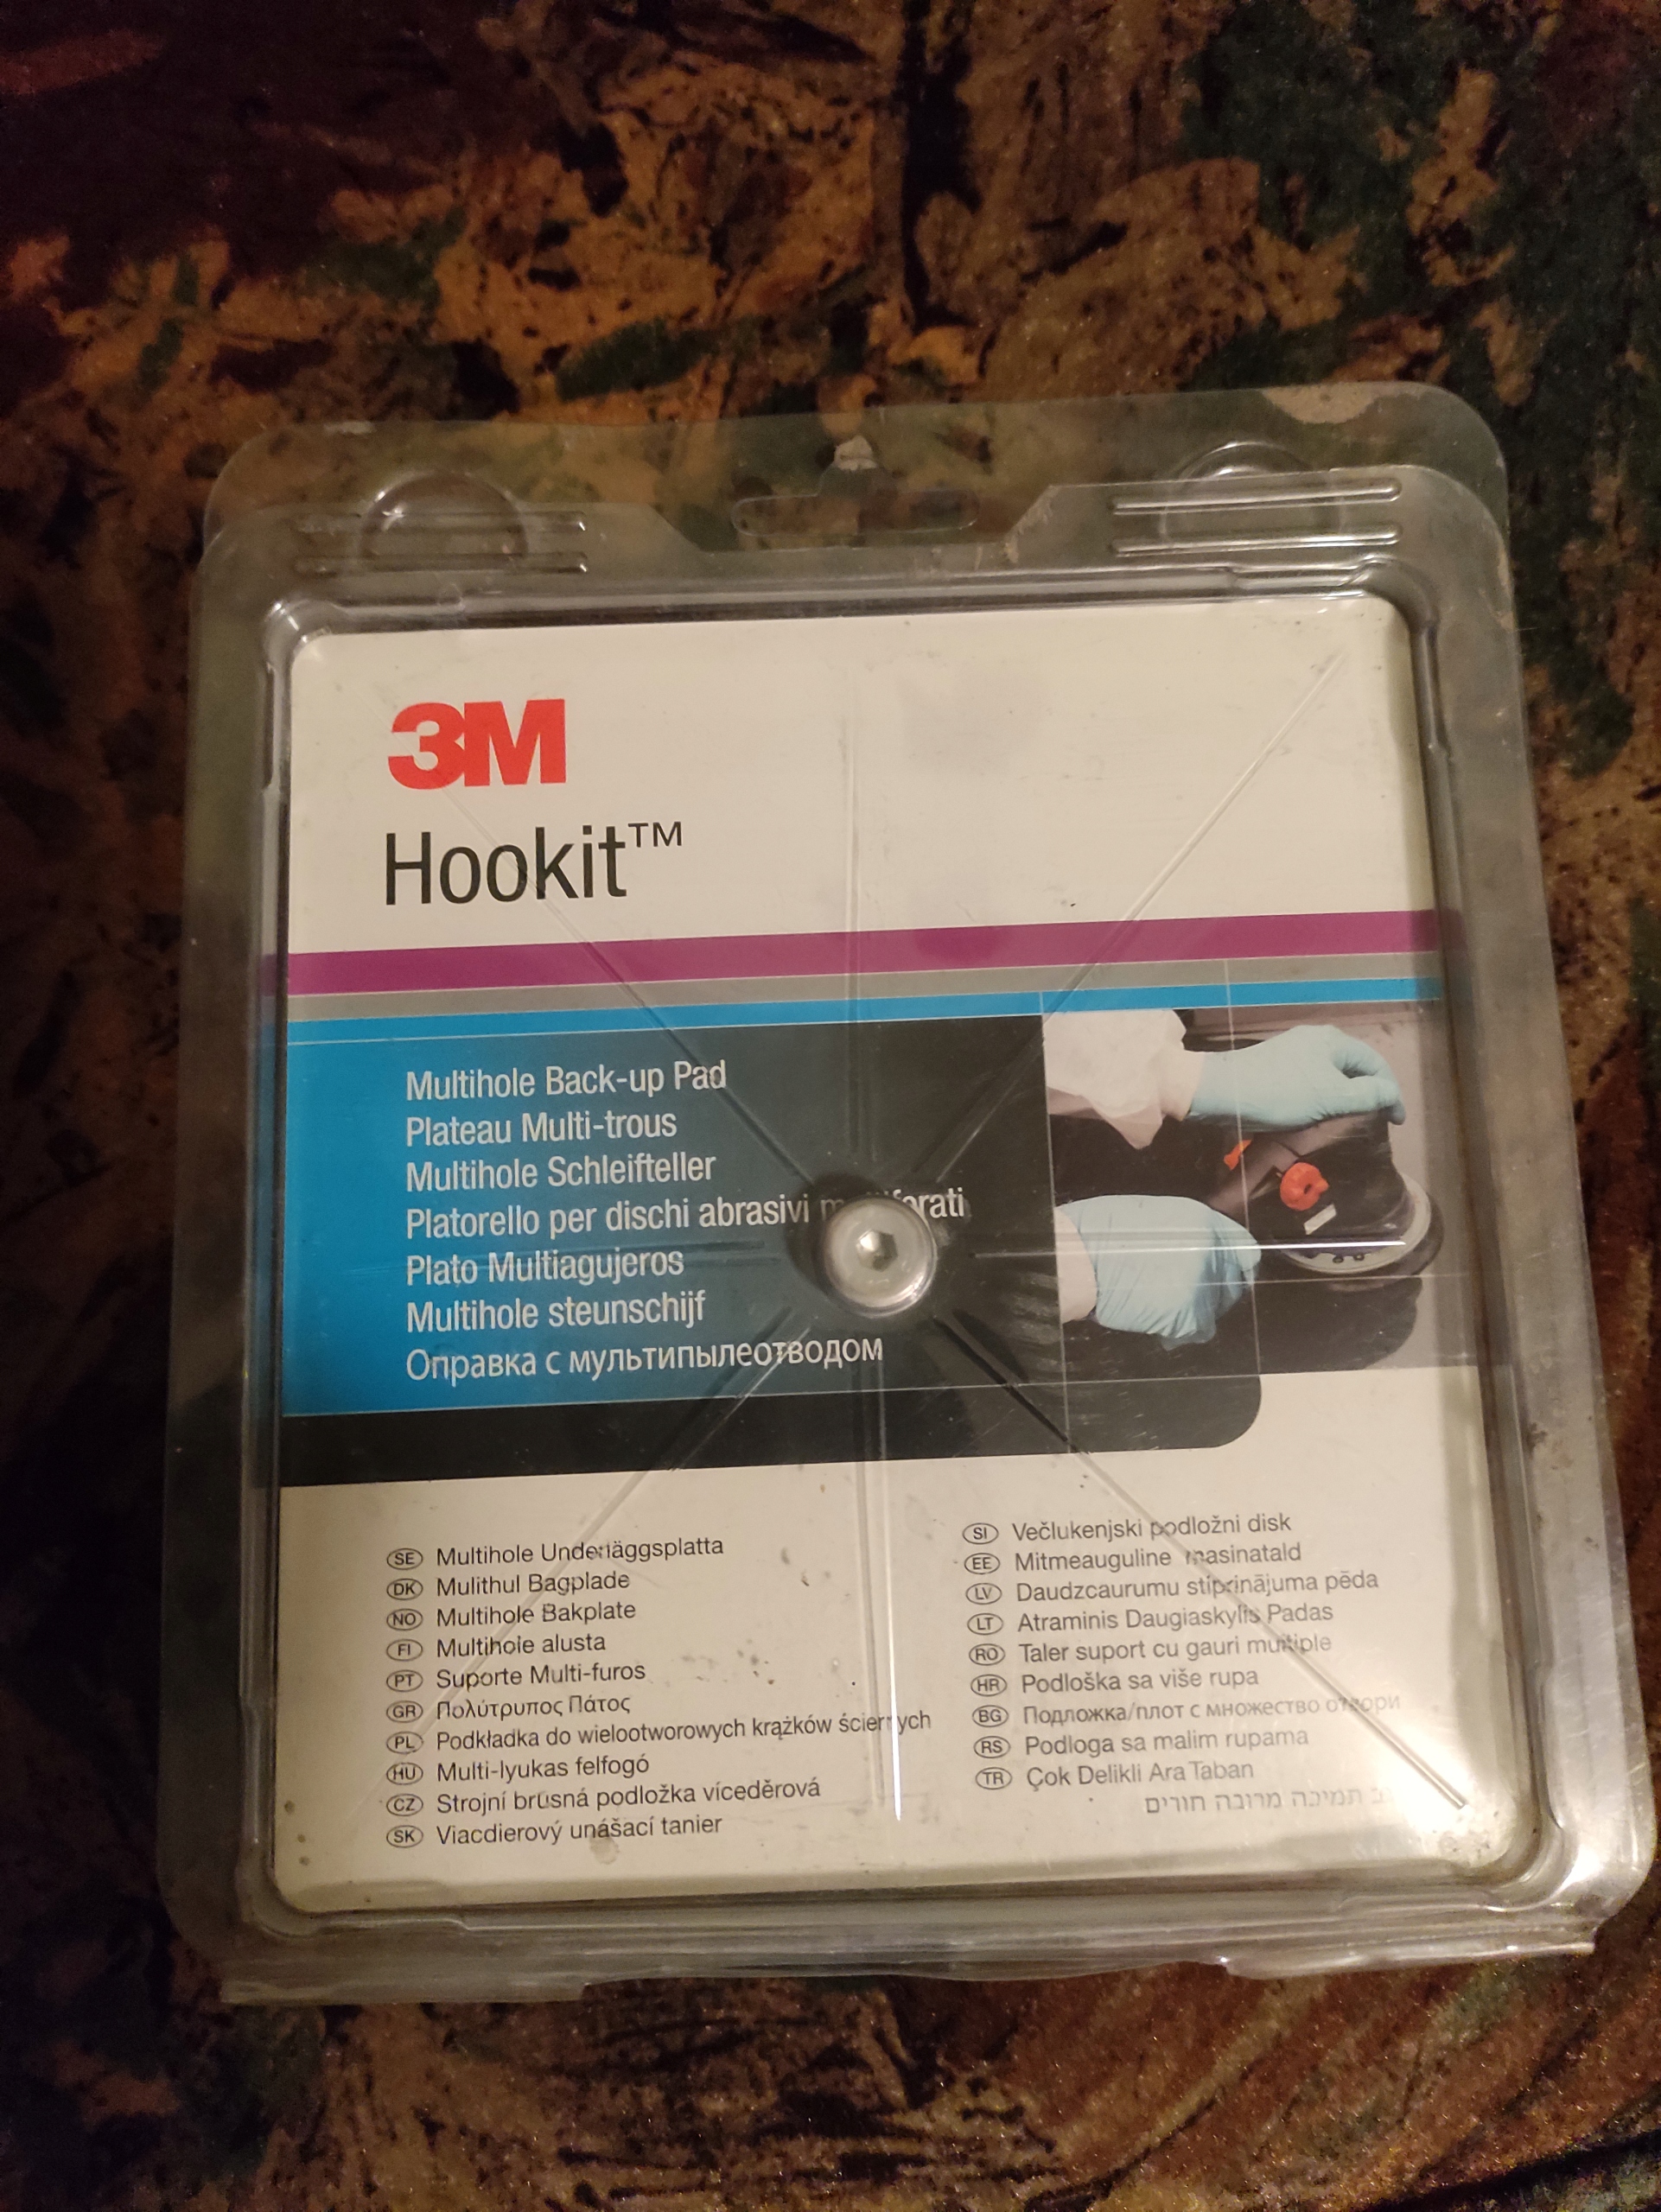 3M
Hookit™
Multihole Back-up Pad
Plateau Multi-trous
Multihole Schleifteller
Platorello per dischi abrasivi
Plato Multiagujeros
Multihole steunschijf
Оправка с мультипылеотводом
SE Multihole Underläggsplatta
DK Mulithul Bagplade
NO Multihole Bakplate
FI Multihole alusta
PT Suporte Multi-furos
GR Πολύτρυπος Πάτος
PL Podkładka do wielootworowych krążków ściernych
HU Multi-lyukas felfogó
CZ Strojní brusná podložka víceděrová
SK Viacdierový unášací tanier
SI Večlukenjski podložni disk
EE Mitmeauguline masinatald
LV Daudzcaurumu stiprinājuma pēda
LT Atraminis Daugiaskylis Padas
RO Taler suport cu gauri multiple
HR Podloška sa više rupa
BG Подложка/плот с множество отвори
RS Podloga sa malim rupama
TR Çok Delikli Ara Taban
תמיכה מרובה חורים